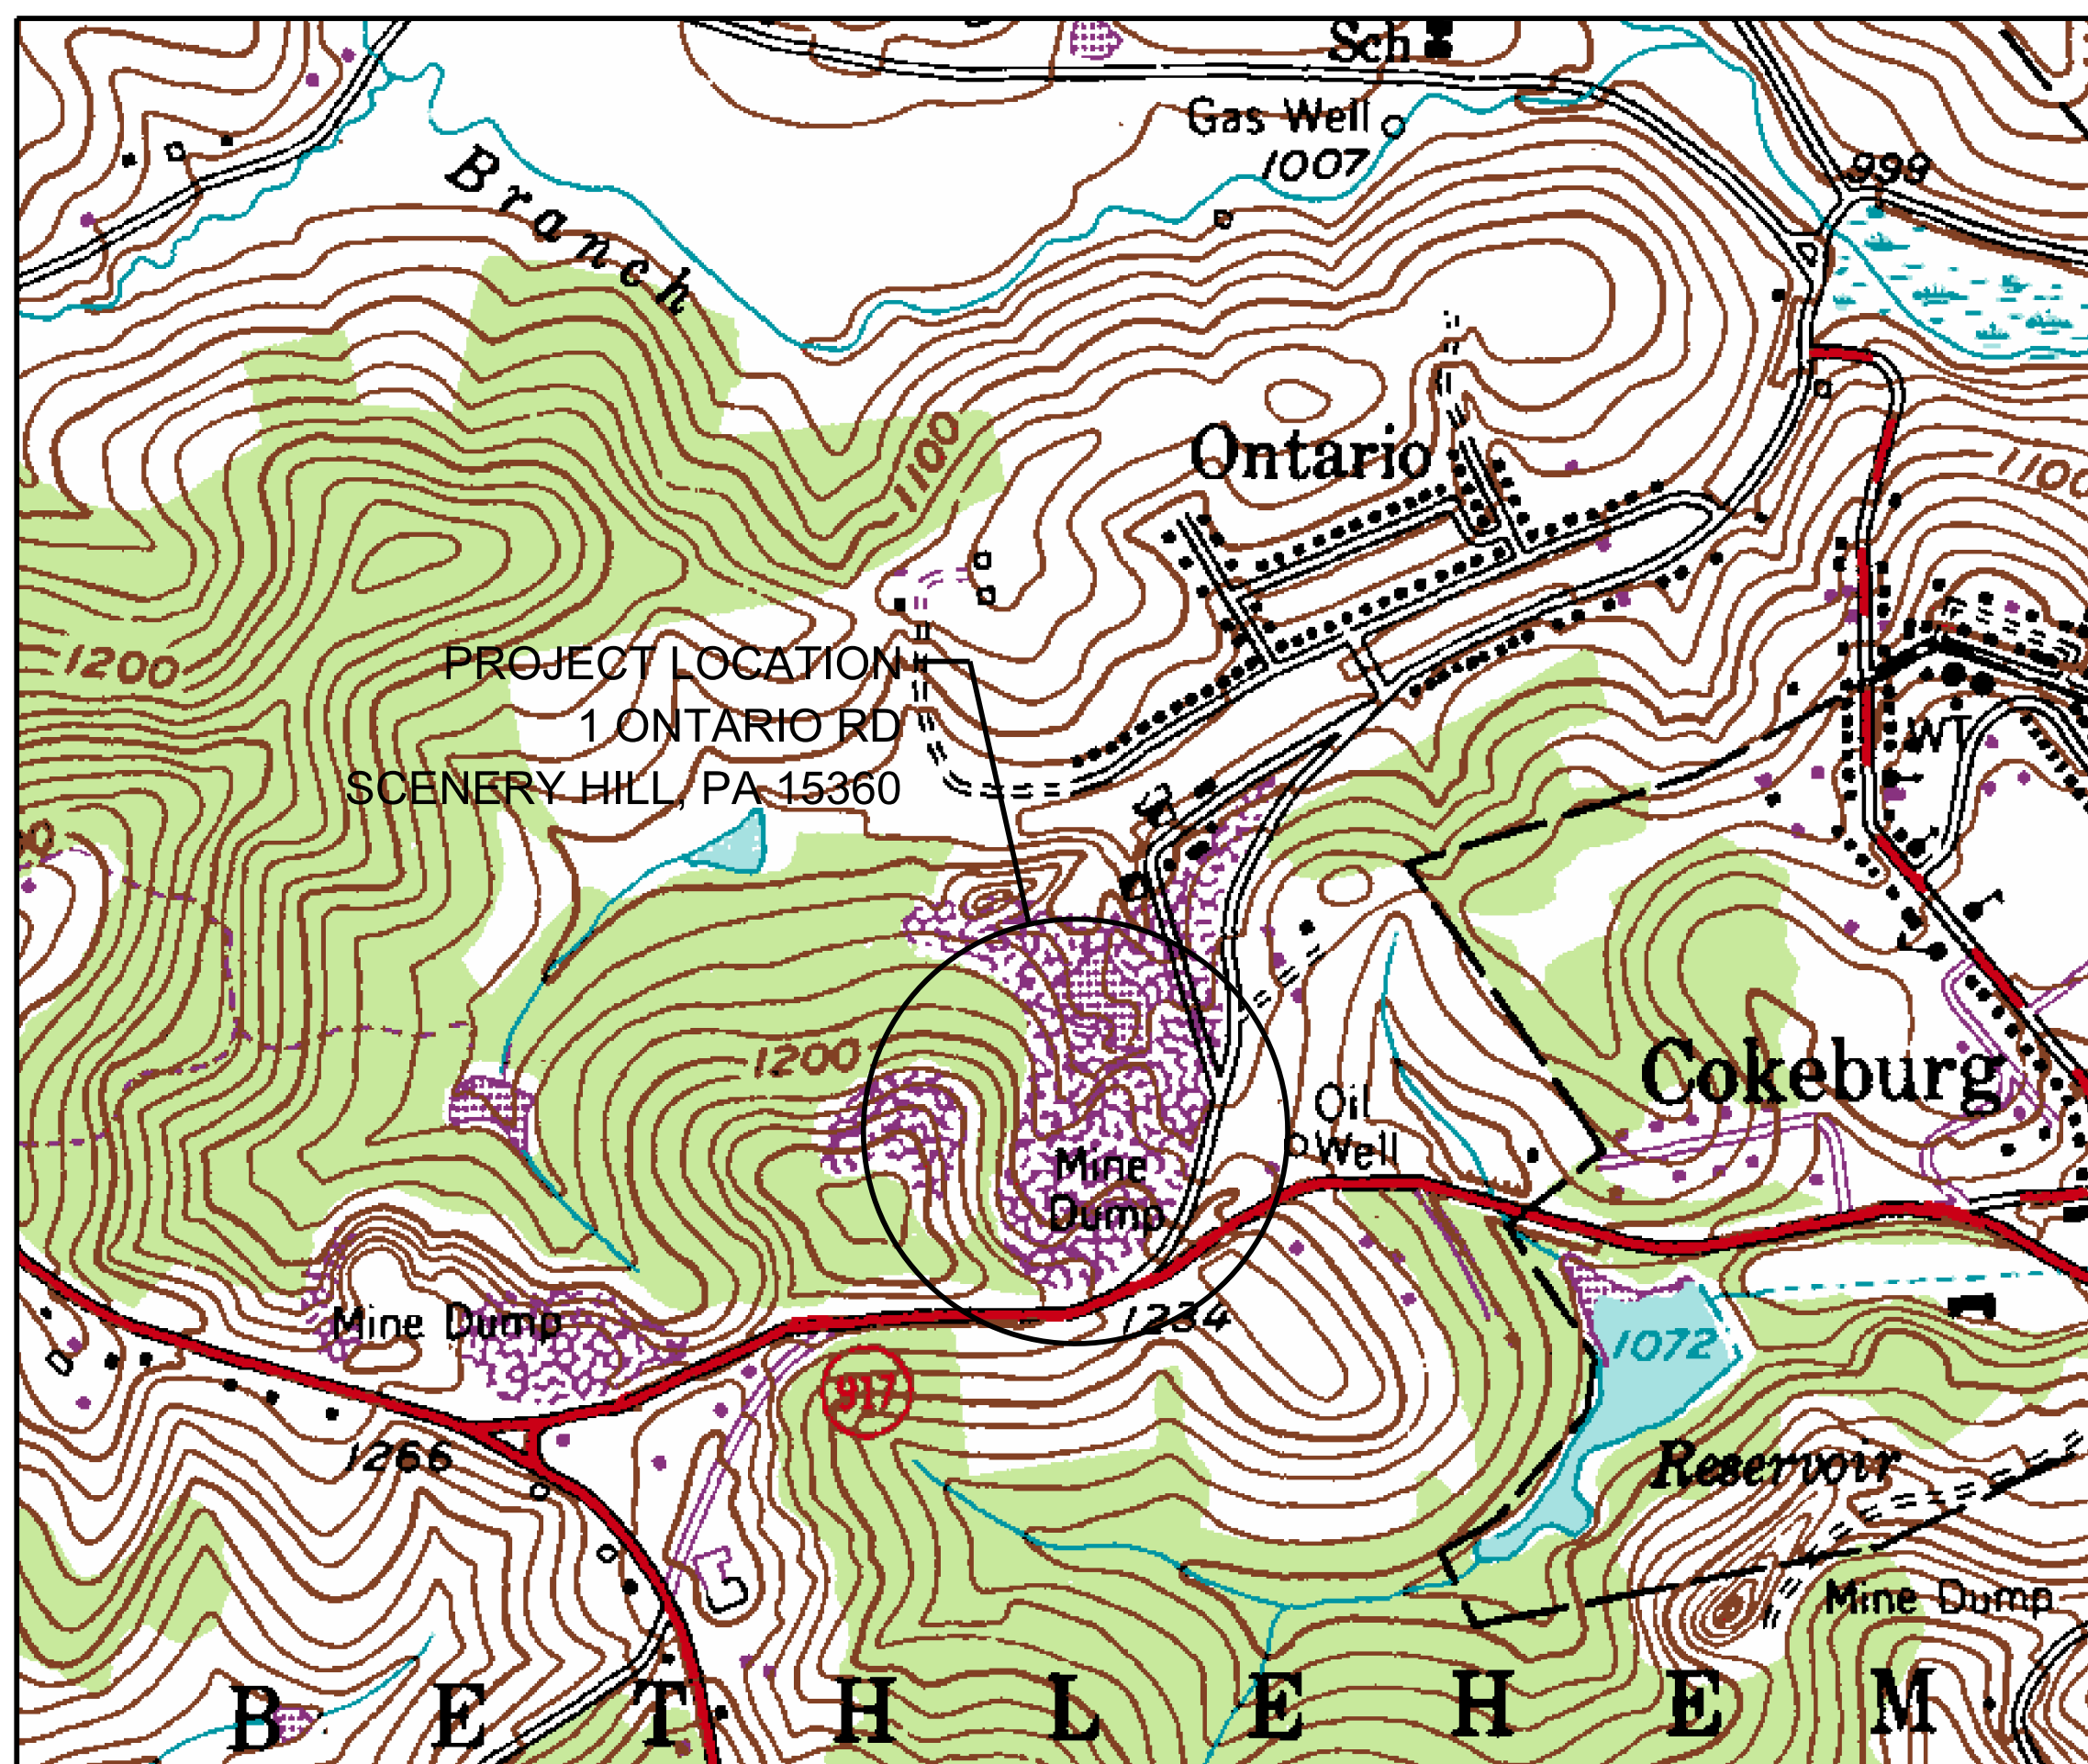 Sch
Gas Well
1007
999
Branch
1100
Ontario
1100
1200
PROJECT LOCATION
1 ONTARIO RD
SCENERY HILL, PA 15360
WT
1200
Cokeburg
Oil
Well
Mine
Dump
1234
Mine Dump
1072
917
1266
Reservoir
Mine Dump
BETHLEHEM